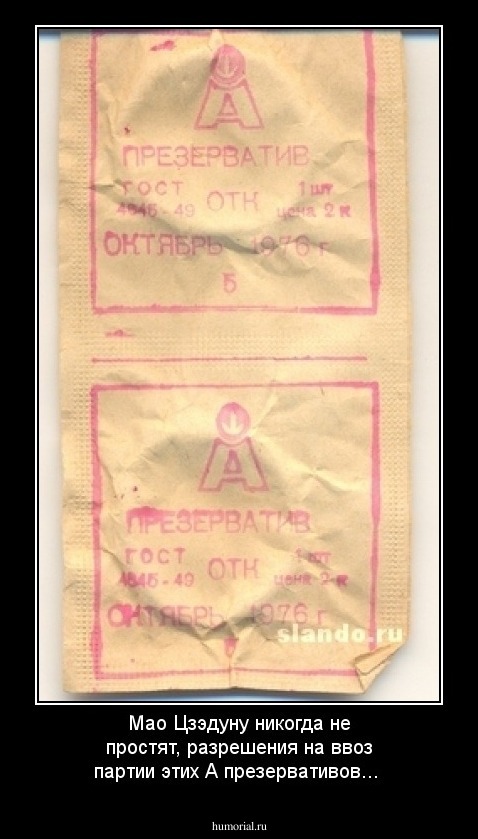 А
ПРЕЗЕРВАТИВ
ГОСТ ОТК 1 шт
4645-49 цена 2 к
ОКТЯБРЬ 1976 г
Б
А
ПРЕЗЕРВАТИВ
ГОСТ ОТК 1 шт
4645-49 цена 2 к
ОКТЯБРЬ 1976 г
slando.ru
Мао Цзэдуну никогда не
простят, разрешения на ввоз
партии этих А презервативов...
humorial.ru